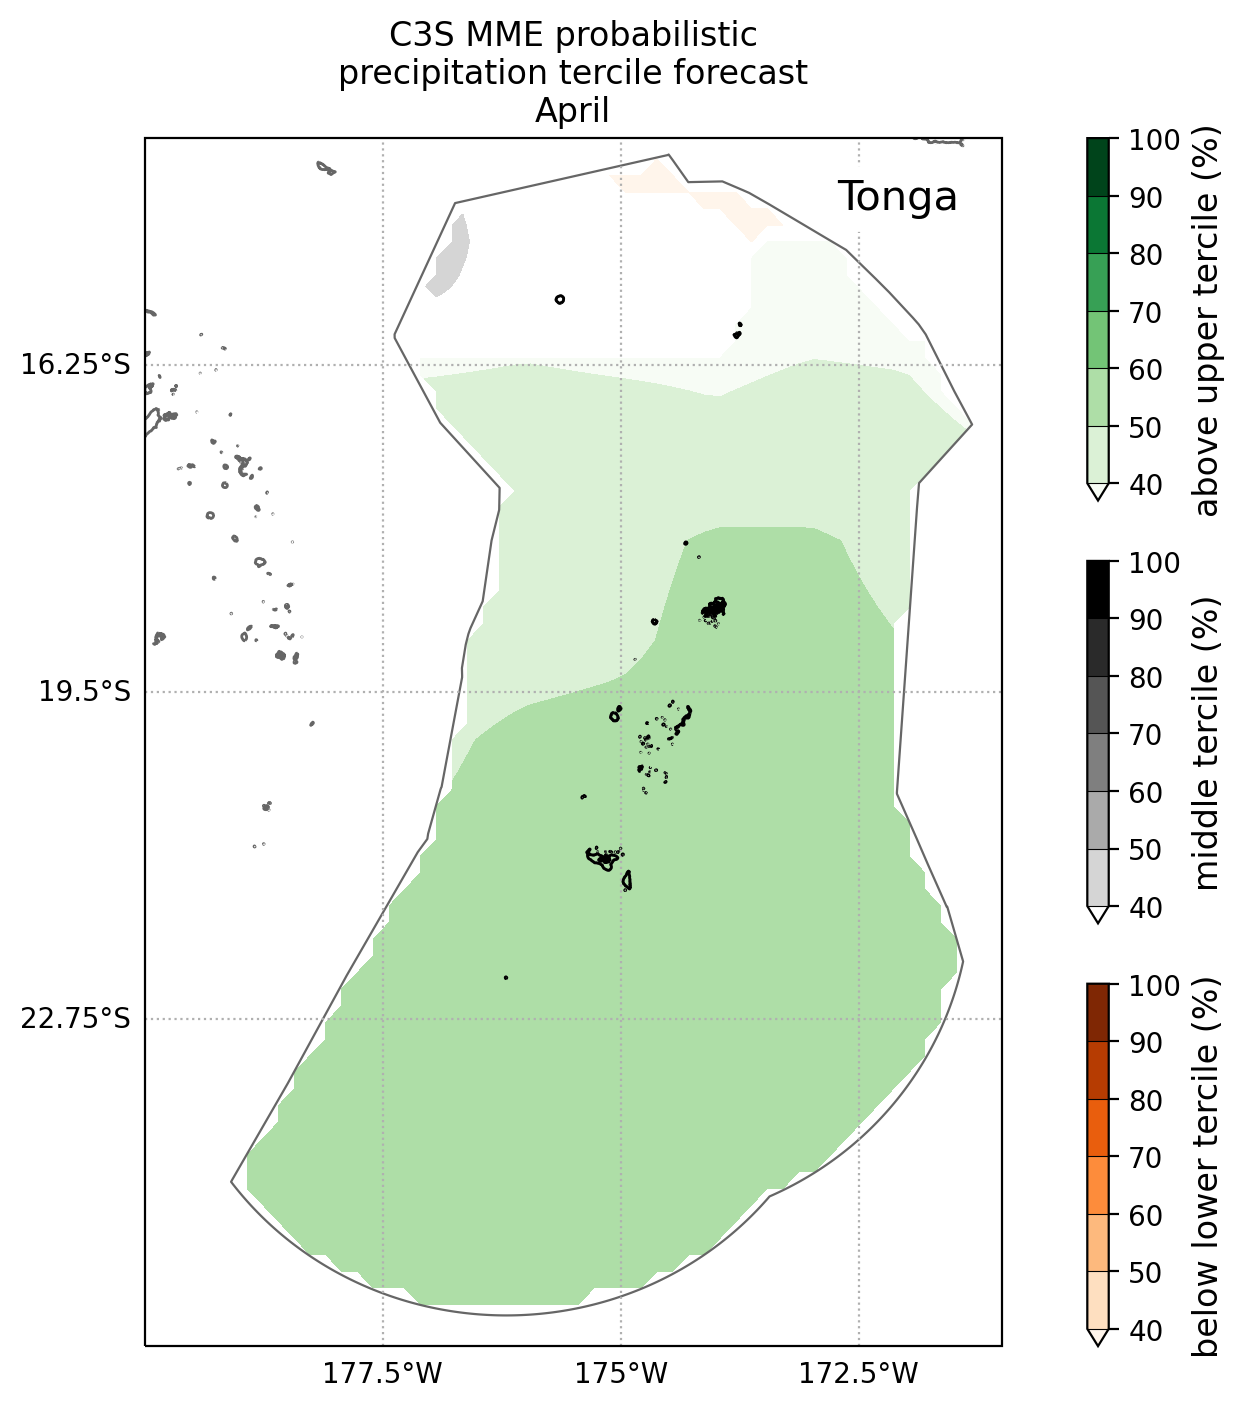 C3S MME probabilistic
precipitation tercile forecast
April
Tonga
16.25°S
19.5°S
22.75°S
177.5°W
175°W
172.5°W
100
90
80
70
60
50
40
above upper tercile (%)
100
90
80
70
60
50
40
middle tercile (%)
100
90
80
70
60
50
40
below lower tercile (%)